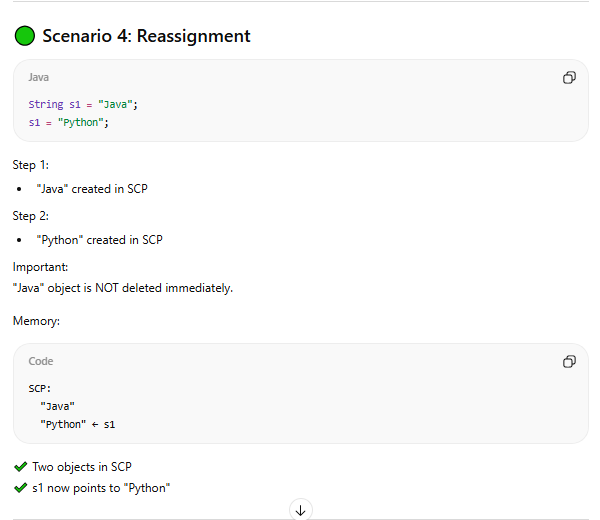 Scenario 4: Reassignment
Java
String s1 = "Java";
s1 = "Python";
Step 1:
• "Java" created in SCP
Step 2:
• "Python" created in SCP
Important:
"Java" object is NOT deleted immediately.
Memory:
Code
SCP:
"Java"
"Python" ← s1
✔ Two objects in SCP
✔ s1 now points to "Python"